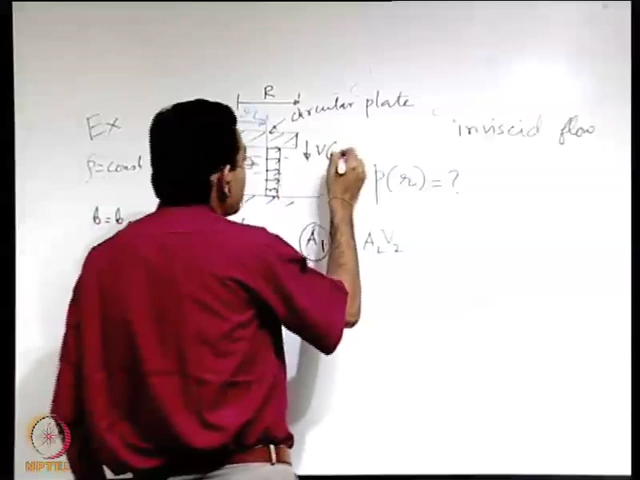 R
Ex
circular plate
inviscid flow
ρ=const
V(
p(r)=?
b=b
A₁
A₂V₂
NPTEL